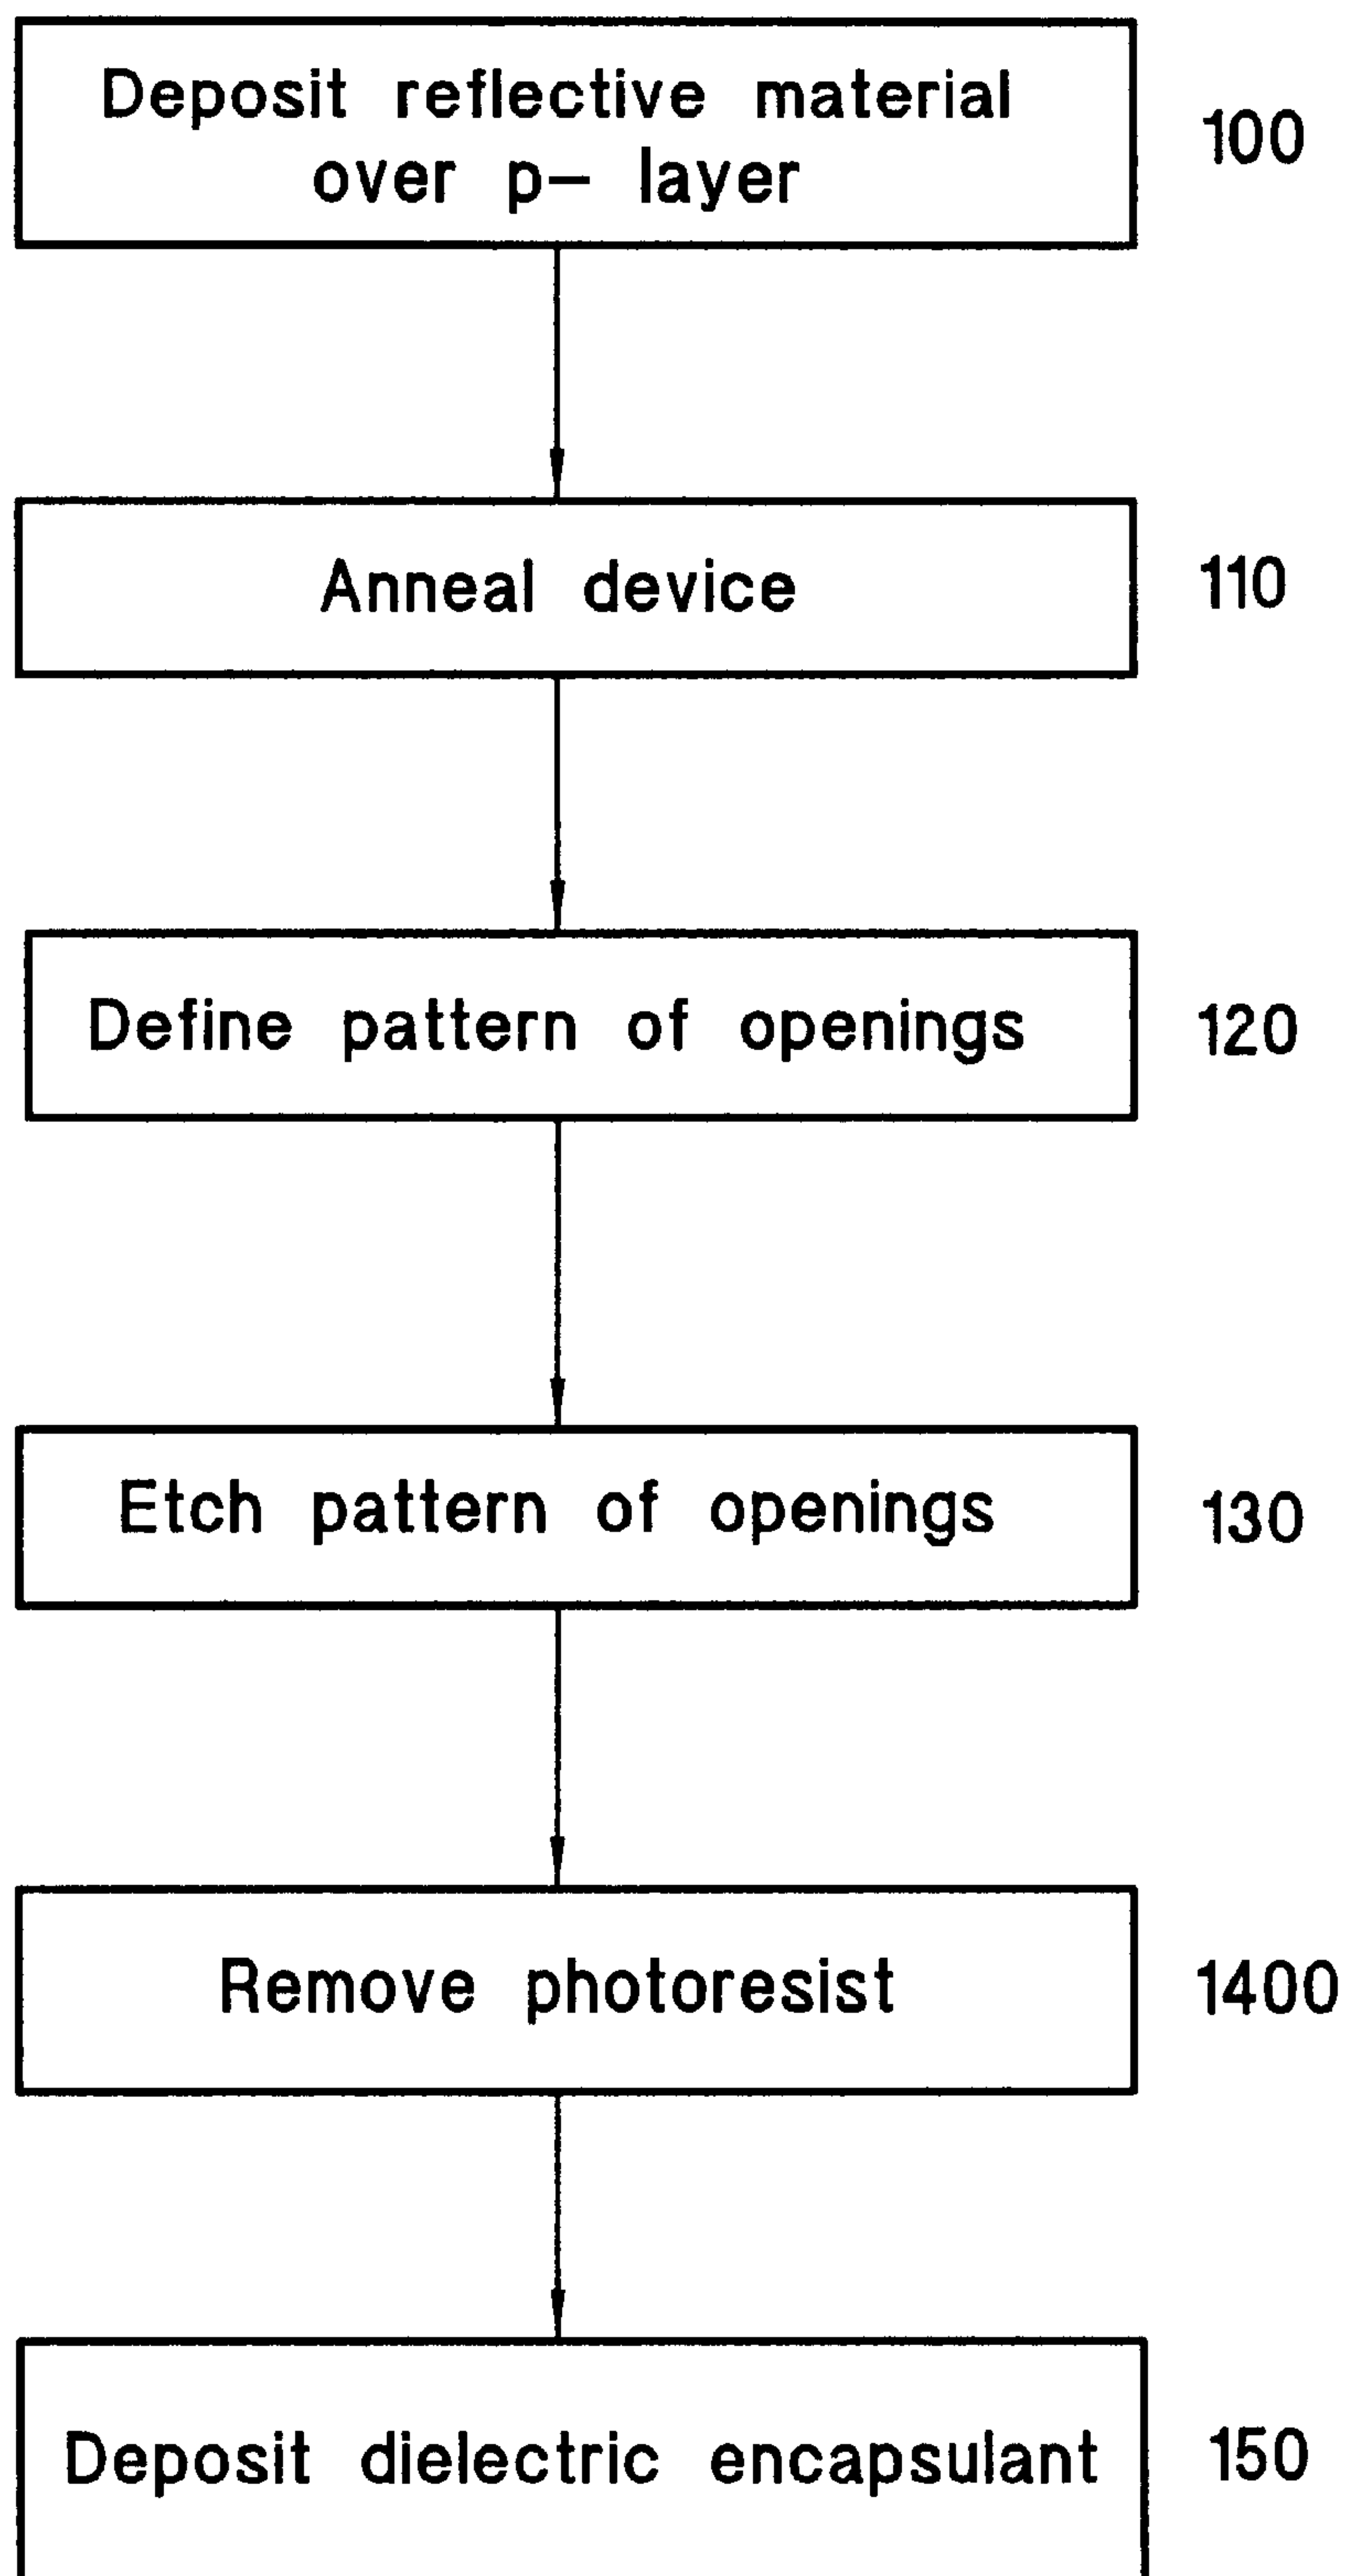 Deposit reflective material
over p- layer
100
Anneal device
110
Define pattern of openings
120
Etch pattern of openings
130
Remove photoresist
1400
Deposit dielectric encapsulant
150